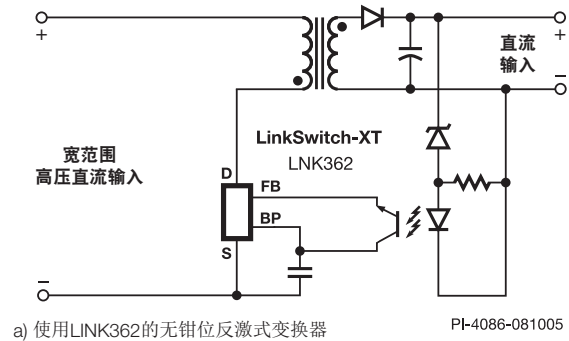 +
+
直流
输入
−
LinkSwitch-XT
LNK362
宽范围
高压直流输入
D
FB
BP
S
−
PI-4086-081005
a) 使用LINK362的无钳位反激式变换器